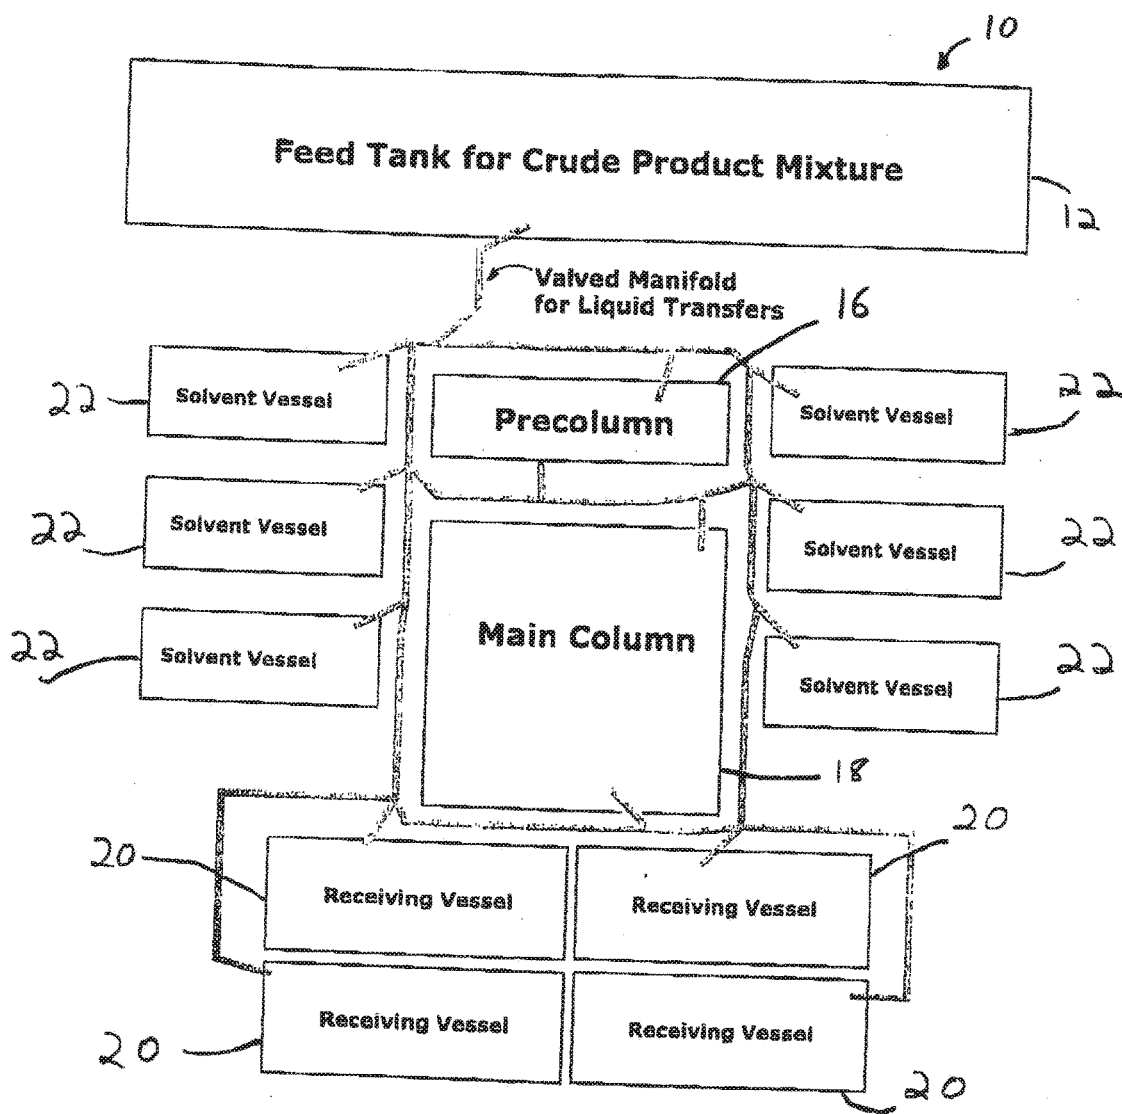 10
Feed Tank for Crude Product Mixture
12
Valved Manifold
for Liquid Transfers
16
22
Solvent Vessel
Precolumn
Solvent Vessel
22
22
Solvent Vessel
Solvent Vessel
22
22
Solvent Vessel
Main Column
Solvent Vessel
22
18
20
Receiving Vessel
Receiving Vessel
20
20
Receiving Vessel
Receiving Vessel
20